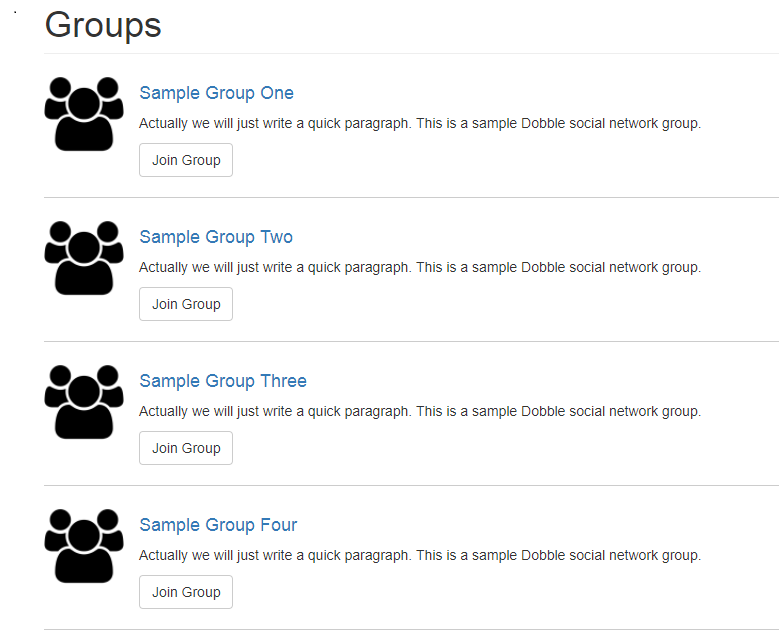 Groups
Sample Group One
Actually we will just write a quick paragraph. This is a sample Dobble social network group.
Join Group
Sample Group Two
Actually we will just write a quick paragraph. This is a sample Dobble social network group.
Join Group
Sample Group Three
Actually we will just write a quick paragraph. This is a sample Dobble social network group.
Join Group
Sample Group Four
Actually we will just write a quick paragraph. This is a sample Dobble social network group.
Join Group